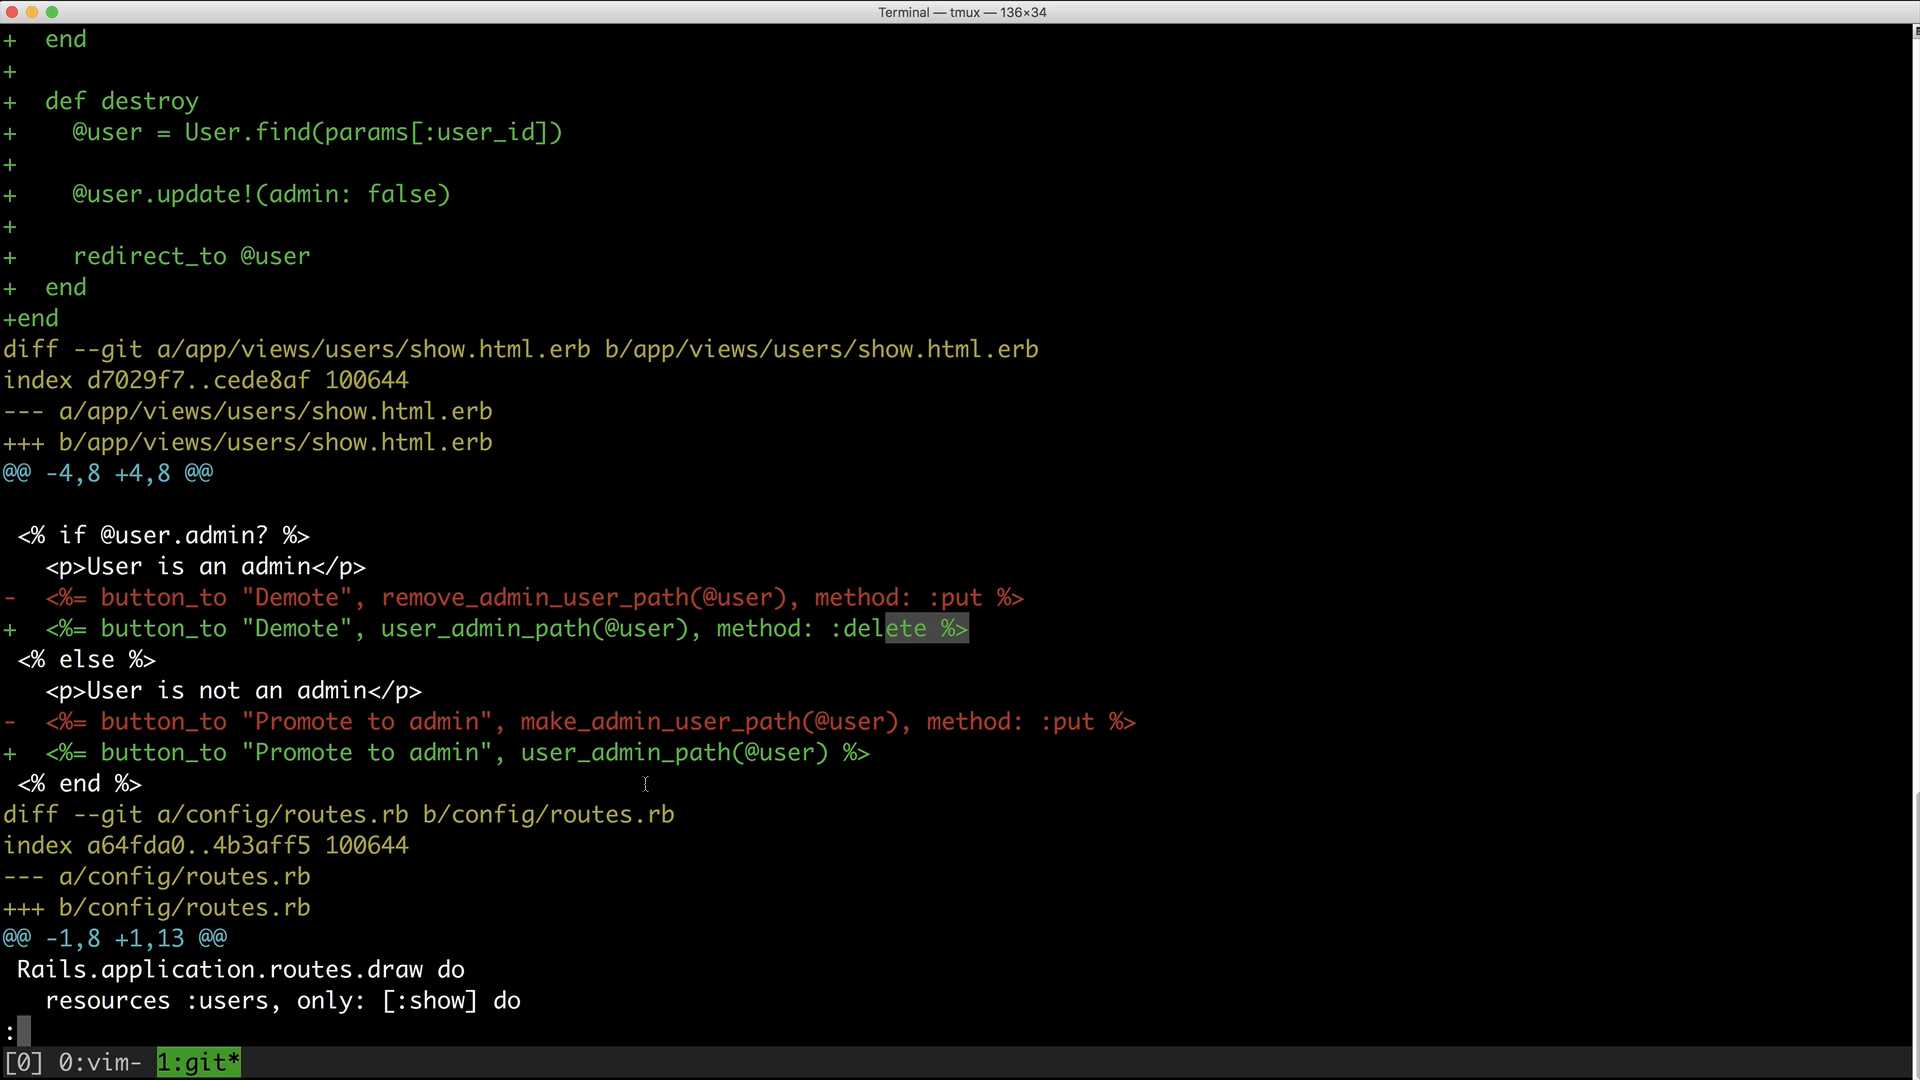 Terminal — tmux — 136×34
+  end
+
+  def destroy
+    @user = User.find(params[:user_id])
+
+    @user.update!(admin: false)
+
+    redirect_to @user
+  end
+end
diff --git a/app/views/users/show.html.erb b/app/views/users/show.html.erb
index d7029f7..cede8af 100644
--- a/app/views/users/show.html.erb
+++ b/app/views/users/show.html.erb
@@ -4,8 +4,8 @@
 <% if @user.admin? %>
   <p>User is an admin</p>
-  <%= button_to "Demote", remove_admin_user_path(@user), method: :put %>
+  <%= button_to "Demote", user_admin_path(@user), method: :delete %>
 <% else %>
   <p>User is not an admin</p>
-  <%= button_to "Promote to admin", make_admin_user_path(@user), method: :put %>
+  <%= button_to "Promote to admin", user_admin_path(@user) %>
 <% end %>
diff --git a/config/routes.rb b/config/routes.rb
index a64fda0..4b3aff5 100644
--- a/config/routes.rb
+++ b/config/routes.rb
@@ -1,8 +1,13 @@
 Rails.application.routes.draw do
   resources :users, only: [:show] do
:
[0] 0:vim- 1:git*